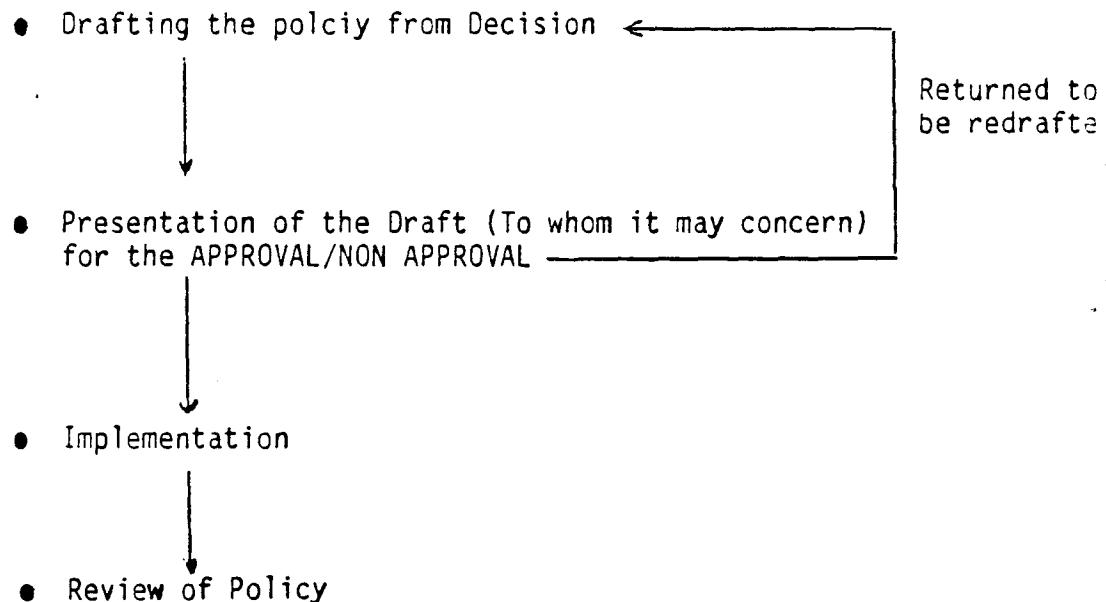 • Drafting the polciy from Decision
Returned to
be redrafte
• Presentation of the Draft (To whom it may concern)
for the APPROVAL/NON APPROVAL
• Implementation
• Review of Policy